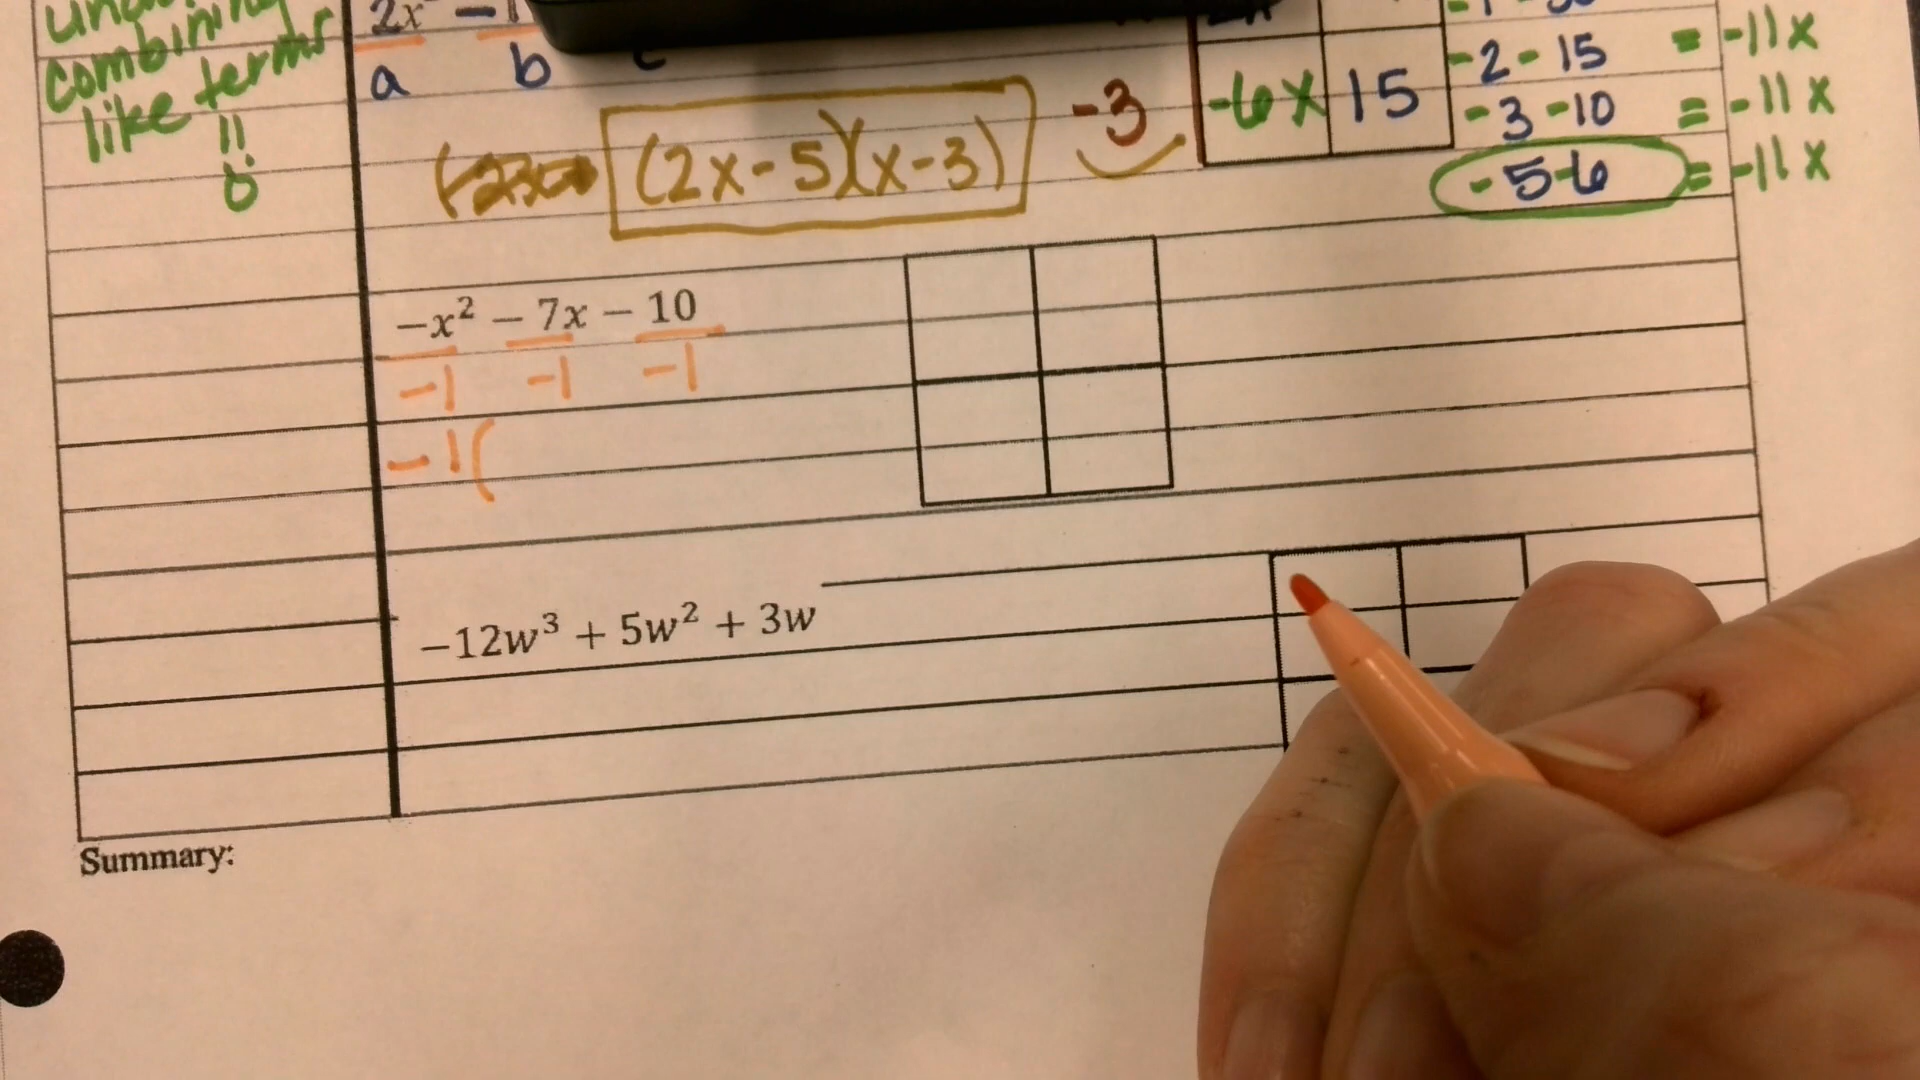 combining
like terms
=D
2x -1
a b c
(2x-5)(x-3)
-3
-6x 15
-2 -15 = -11x
-3 -10 = -11x
-5 -6 = -11x
−x² − 7x − 10
-1 -1 -1
-1(
−12w³ + 5w² + 3w
Summary: